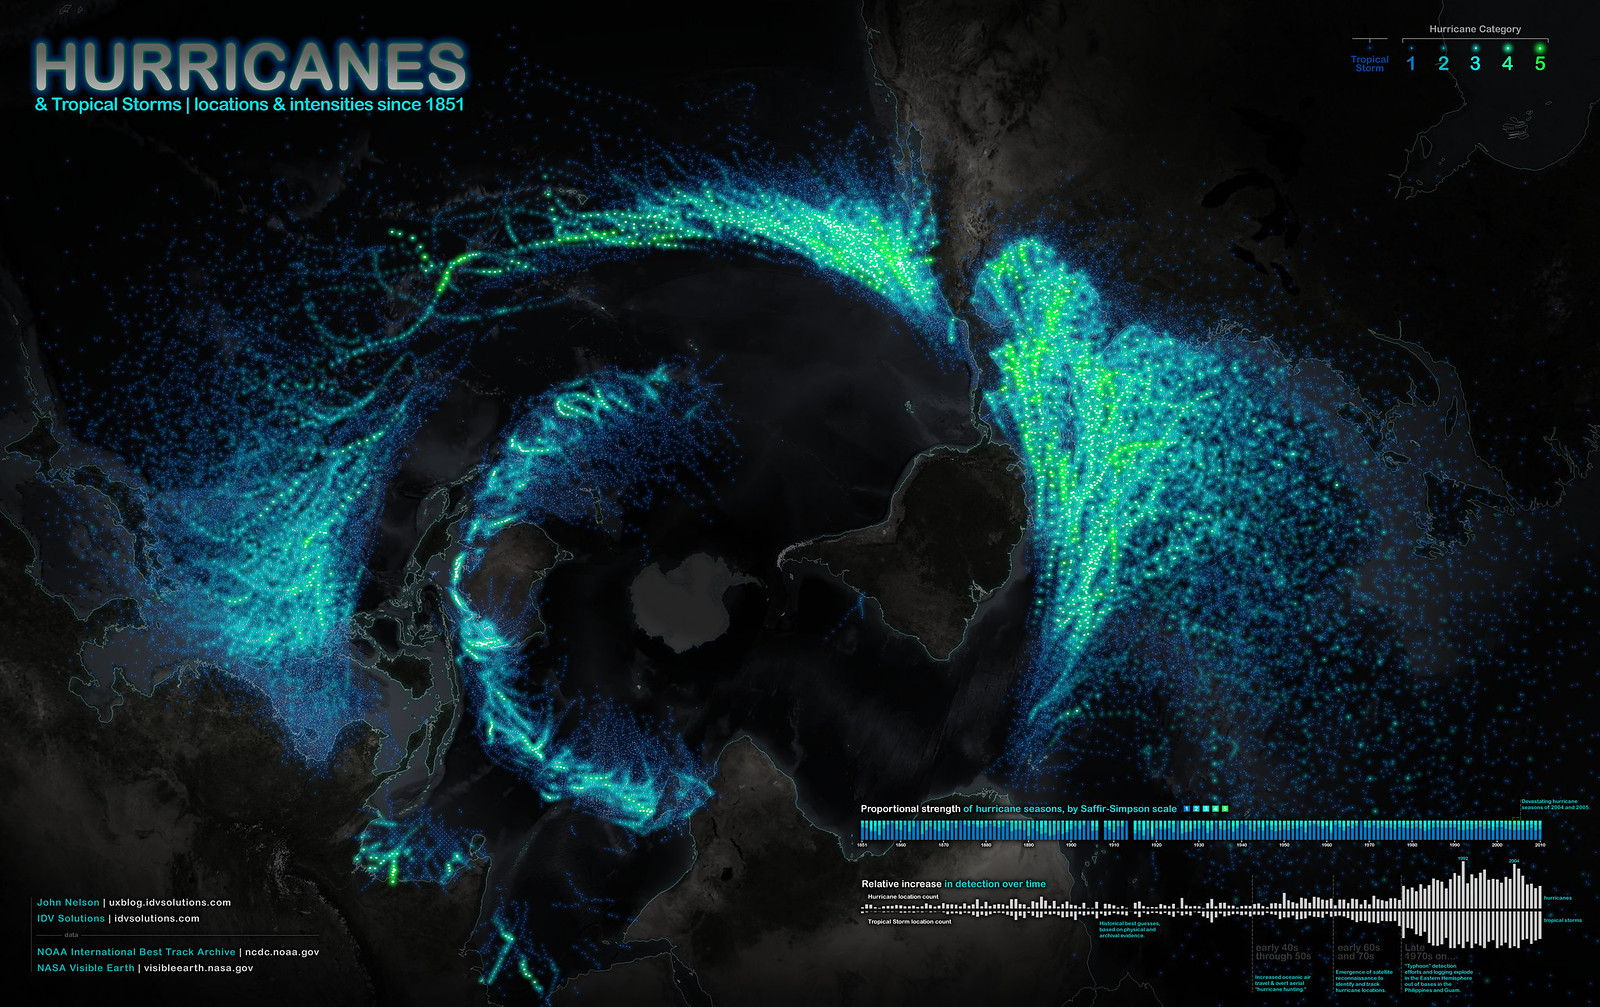 HURRICANES
& Tropical Storms | locations & intensities since 1851
Hurricane Category
Tropical
Storm
1 2 3 4 5
Proportional strength of hurricane seasons, by Saffir-Simpson scale 1 2 3 4 5
Devastating hurricane
seasons of 2004 and 2005.
1851 1860 1870 1880 1890 1900 1910 1920 1930 1940 1950 1960 1970 1980 1990 2000 2010
Relative increase in detection over time
1992 2004
Hurricane location count
hurricanes
Tropical Storm location count
tropical storms
Historical best guesses,
based on physical and
archival evidence.
early 40s
through 50s
Increased oceanic air
travel & overt aerial
"hurricane hunting."
early 60s
and 70s
Emergence of satellite
reconnaissance to
identify and track
hurricane locations.
Late
1970s on...
"Typhoon" detection
efforts and logging explode
in the Eastern Hemisphere
out of bases in the
Philippines and Guam.
John Nelson | uxblog.idvsolutions.com
IDV Solutions | idvsolutions.com
data
NOAA International Best Track Archive | ncdc.noaa.gov
NASA Visible Earth | visibleearth.nasa.gov